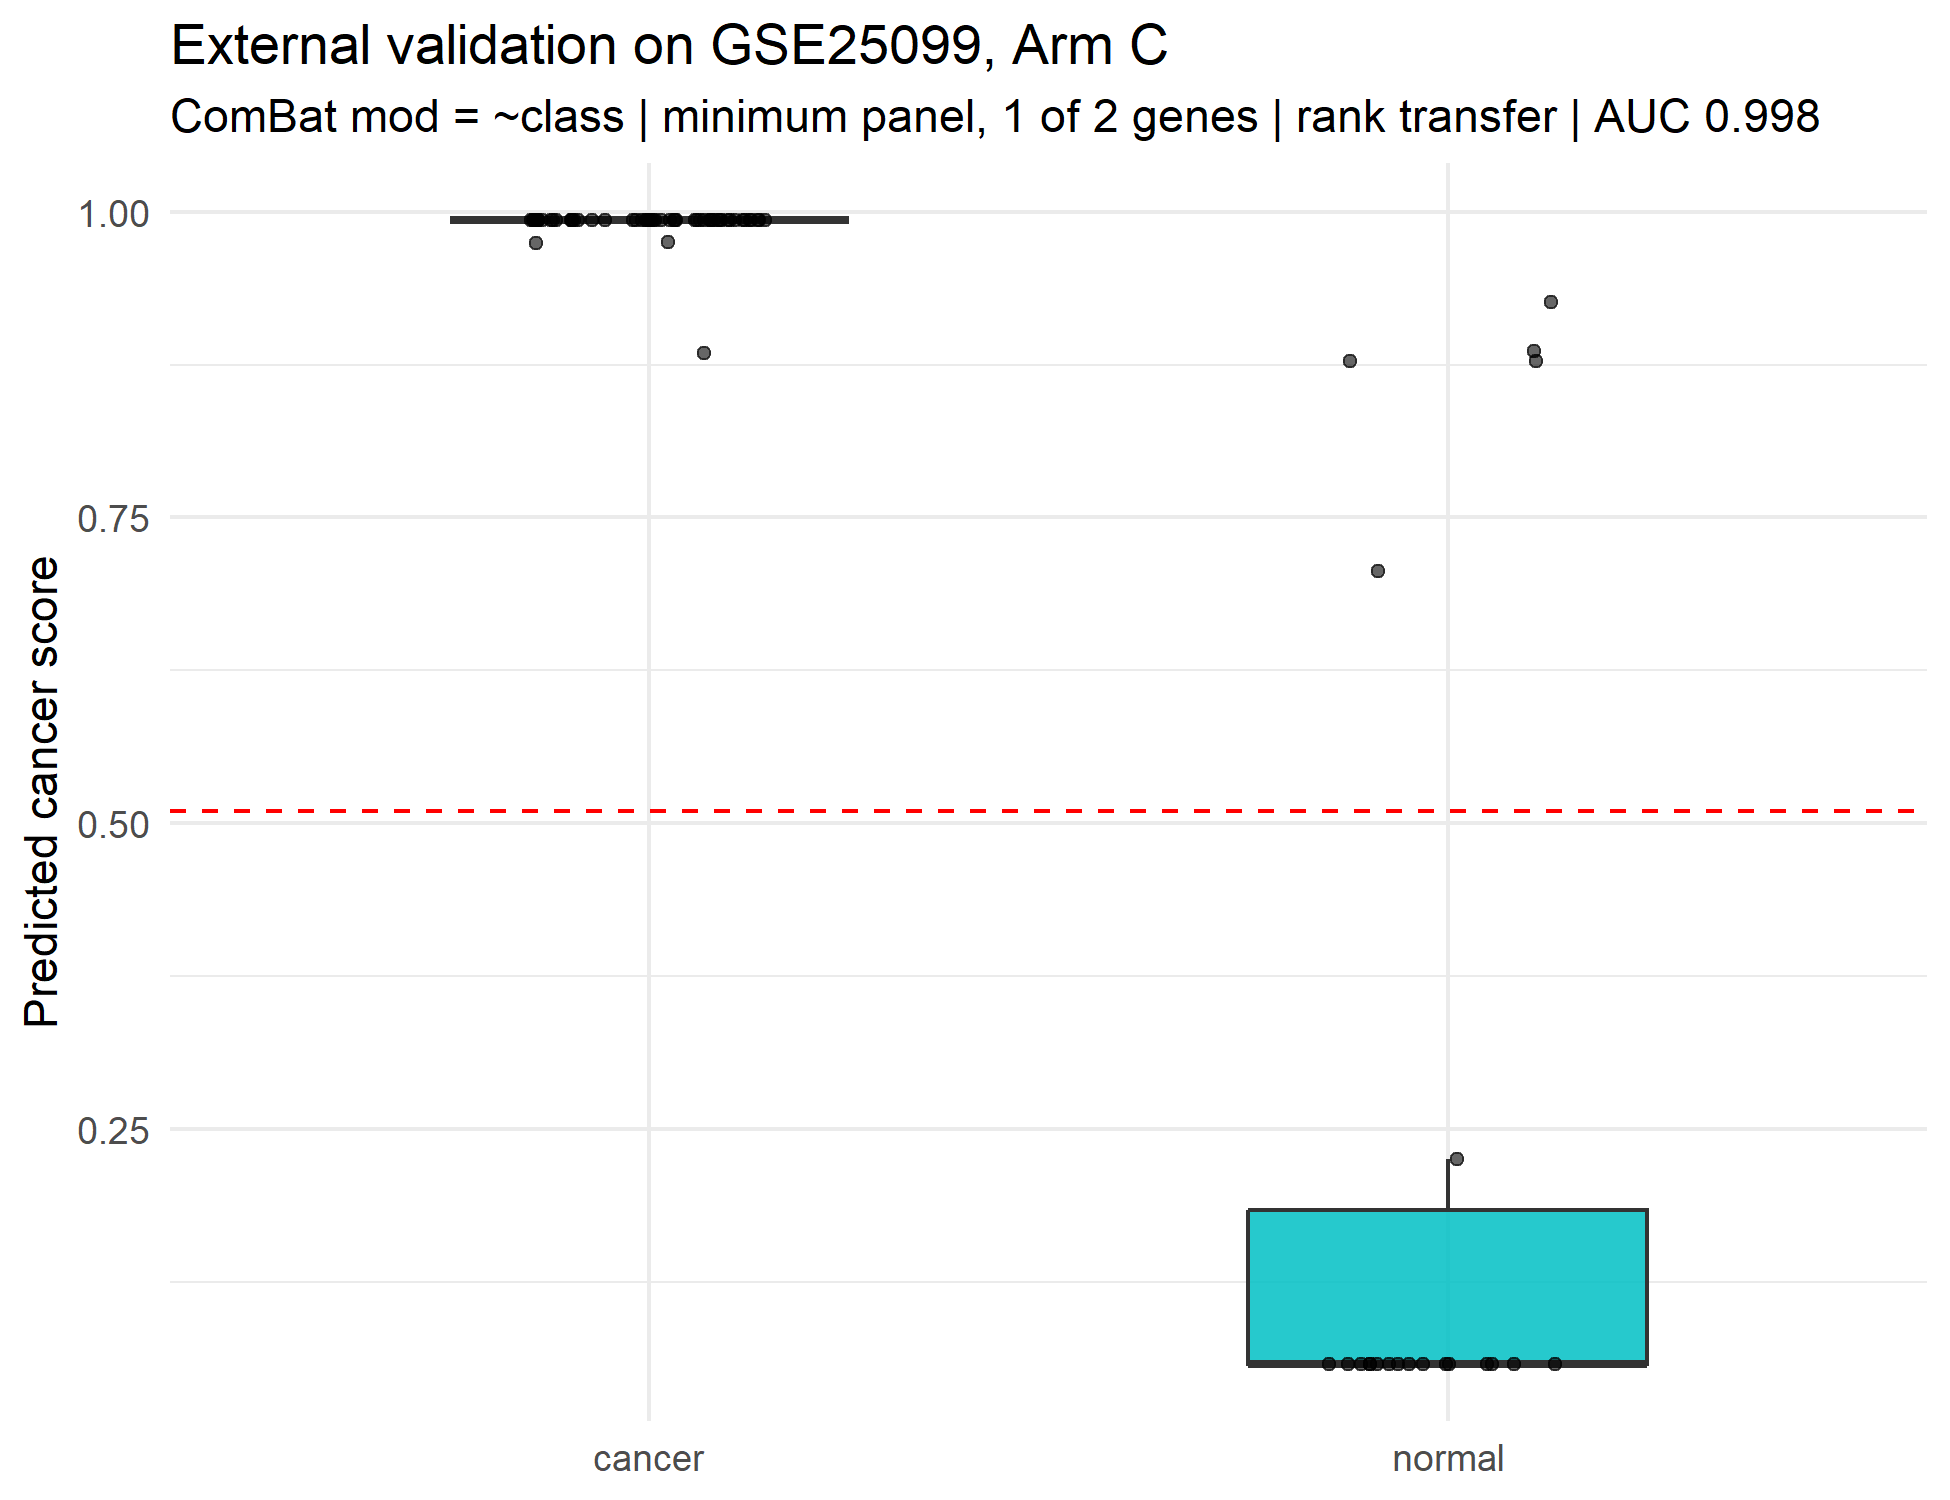 External validation on GSE25099, Arm C
ComBat mod = ~class | minimum panel, 1 of 2 genes | rank transfer | AUC 0.998
1.00
0.75
0.50
0.25
Predicted cancer score
cancer
normal